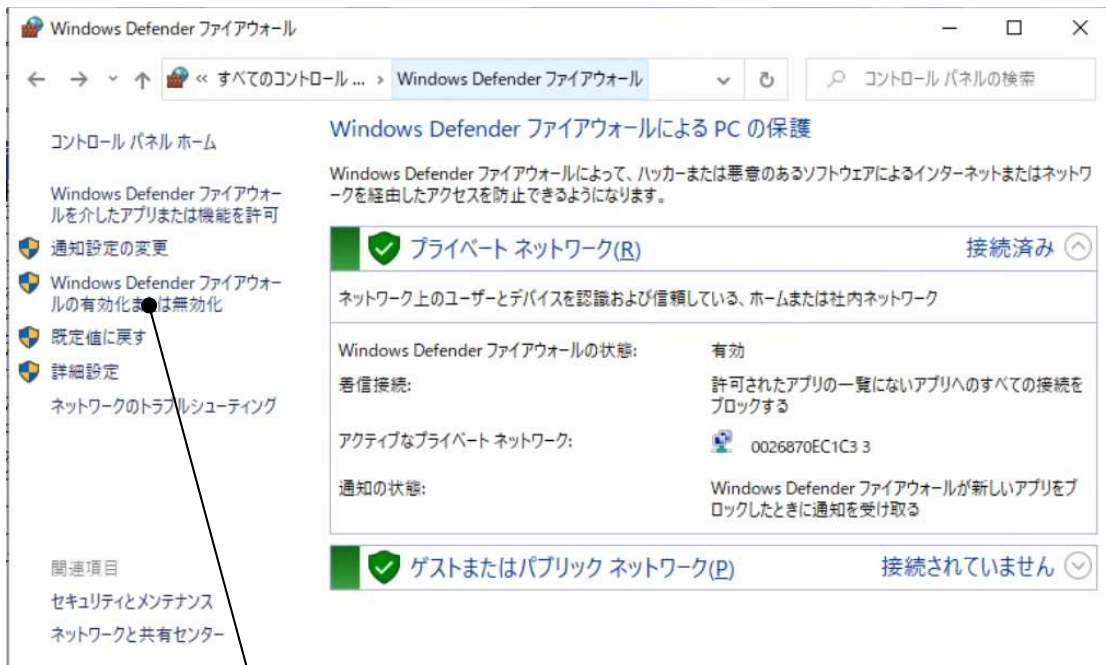 Windows Defender ファイアウォール
« すべてのコントロール ... › Windows Defender ファイアウォール
コントロール パネルの検索
コントロール パネル ホーム
Windows Defender ファイアウォー
ルを介したアプリまたは機能を許可
通知設定の変更
Windows Defender ファイアウォー
ルの有効化または無効化
既定値に戻す
詳細設定
ネットワークのトラブルシューティング
関連項目
セキュリティとメンテナンス
ネットワークと共有センター
Windows Defender ファイアウォールによる PC の保護
Windows Defender ファイアウォールによって、ハッカーまたは悪意のあるソフトウェアによるインターネットまたはネットワ
ークを経由したアクセスを防止できるようになります。
プライベート ネットワーク(R) 接続済み
ネットワーク上のユーザーとデバイスを認識および信頼している、ホームまたは社内ネットワーク
Windows Defender ファイアウォールの状態: 有効
着信接続: 許可されたアプリの一覧にないアプリへのすべての接続を
ブロックする
アクティブなプライベート ネットワーク: 0026870EC1C3 3
通知の状態: Windows Defender ファイアウォールが新しいアプリをブ
ロックしたときに通知を受け取る
ゲストまたはパブリック ネットワーク(P) 接続されていません